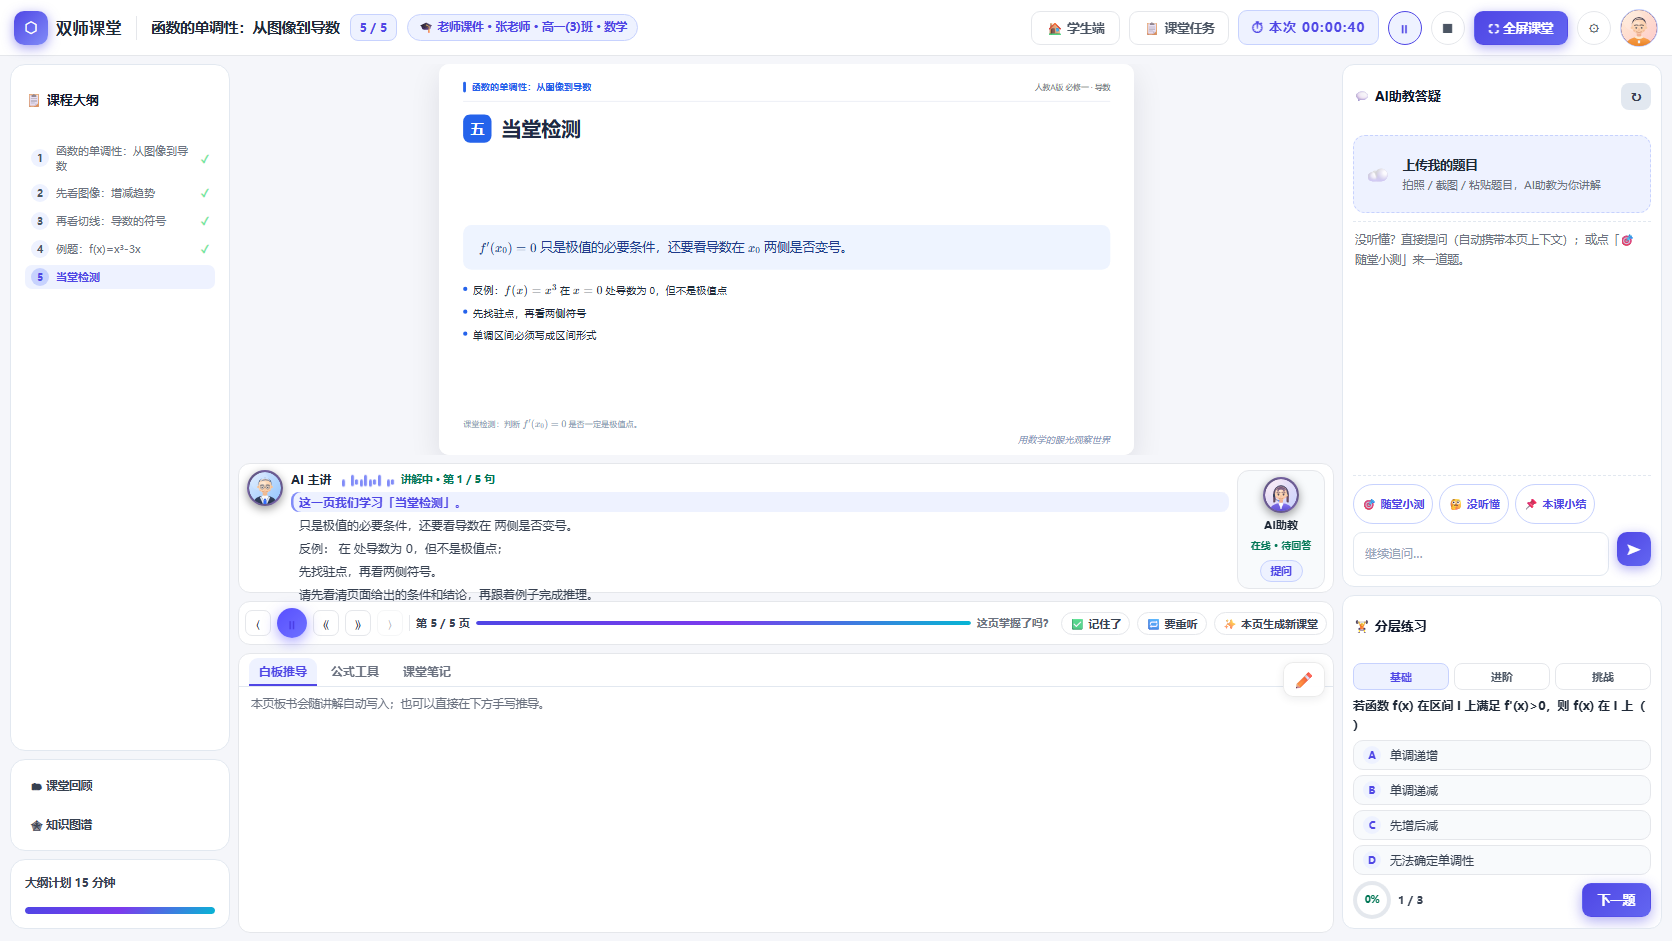 双师课堂
函数的单调性：从图像到导数
5 / 5
老师课件 • 张老师 • 高一(3)班 • 数学
学生端
课堂任务
本次 00:00:40
全屏课堂
课程大纲
1 函数的单调性：从图像到导数
2 先看图像：增减趋势
3 再看切线：导数的符号
4 例题：f(x)=x³-3x
5 当堂检测
课堂回顾
知识图谱
大纲计划 15 分钟
函数的单调性：从图像到导数
人教A版 必修一 · 导数
五 当堂检测
f′(x₀) = 0 只是极值的必要条件，还要看导数在 x₀ 两侧是否变号。
• 反例：f(x) = x³ 在 x = 0 处导数为 0，但不是极值点
• 先找驻点，再看两侧符号
• 单调区间必须写成区间形式
课堂检测：判断 f′(x₀) = 0 是否一定是极值点。
用数学的眼光观察世界
AI 主讲
讲解中 • 第 1 / 5 句
这一页我们学习「当堂检测」。
只是极值的必要条件，还要看导数在 两侧是否变号。
反例： 在 处导数为 0，但不是极值点；
先找驻点，再看两侧符号。
请先看清页面给出的条件和结论，再跟着例子完成推理。
AI助教
在线 • 待回答
提问
第 5 / 5 页
这页掌握了吗？
记住了
要重听
本页生成新课堂
白板推导
公式工具
课堂笔记
本页板书会随讲解自动写入；也可以直接在下方手写推导。
AI助教答疑
上传我的题目
拍照 / 截图 / 粘贴题目，AI助教为你讲解
没听懂？直接提问（自动携带本页上下文）；或点「🎯
随堂小测」来一道题。
随堂小测
没听懂
本课小结
继续追问...
分层练习
基础
进阶
挑战
若函数 f(x) 在区间 I 上满足 f'(x)>0，则 f(x) 在 I 上（
）
A 单调递增
B 单调递减
C 先增后减
D 无法确定单调性
0%
1 / 3
下一题